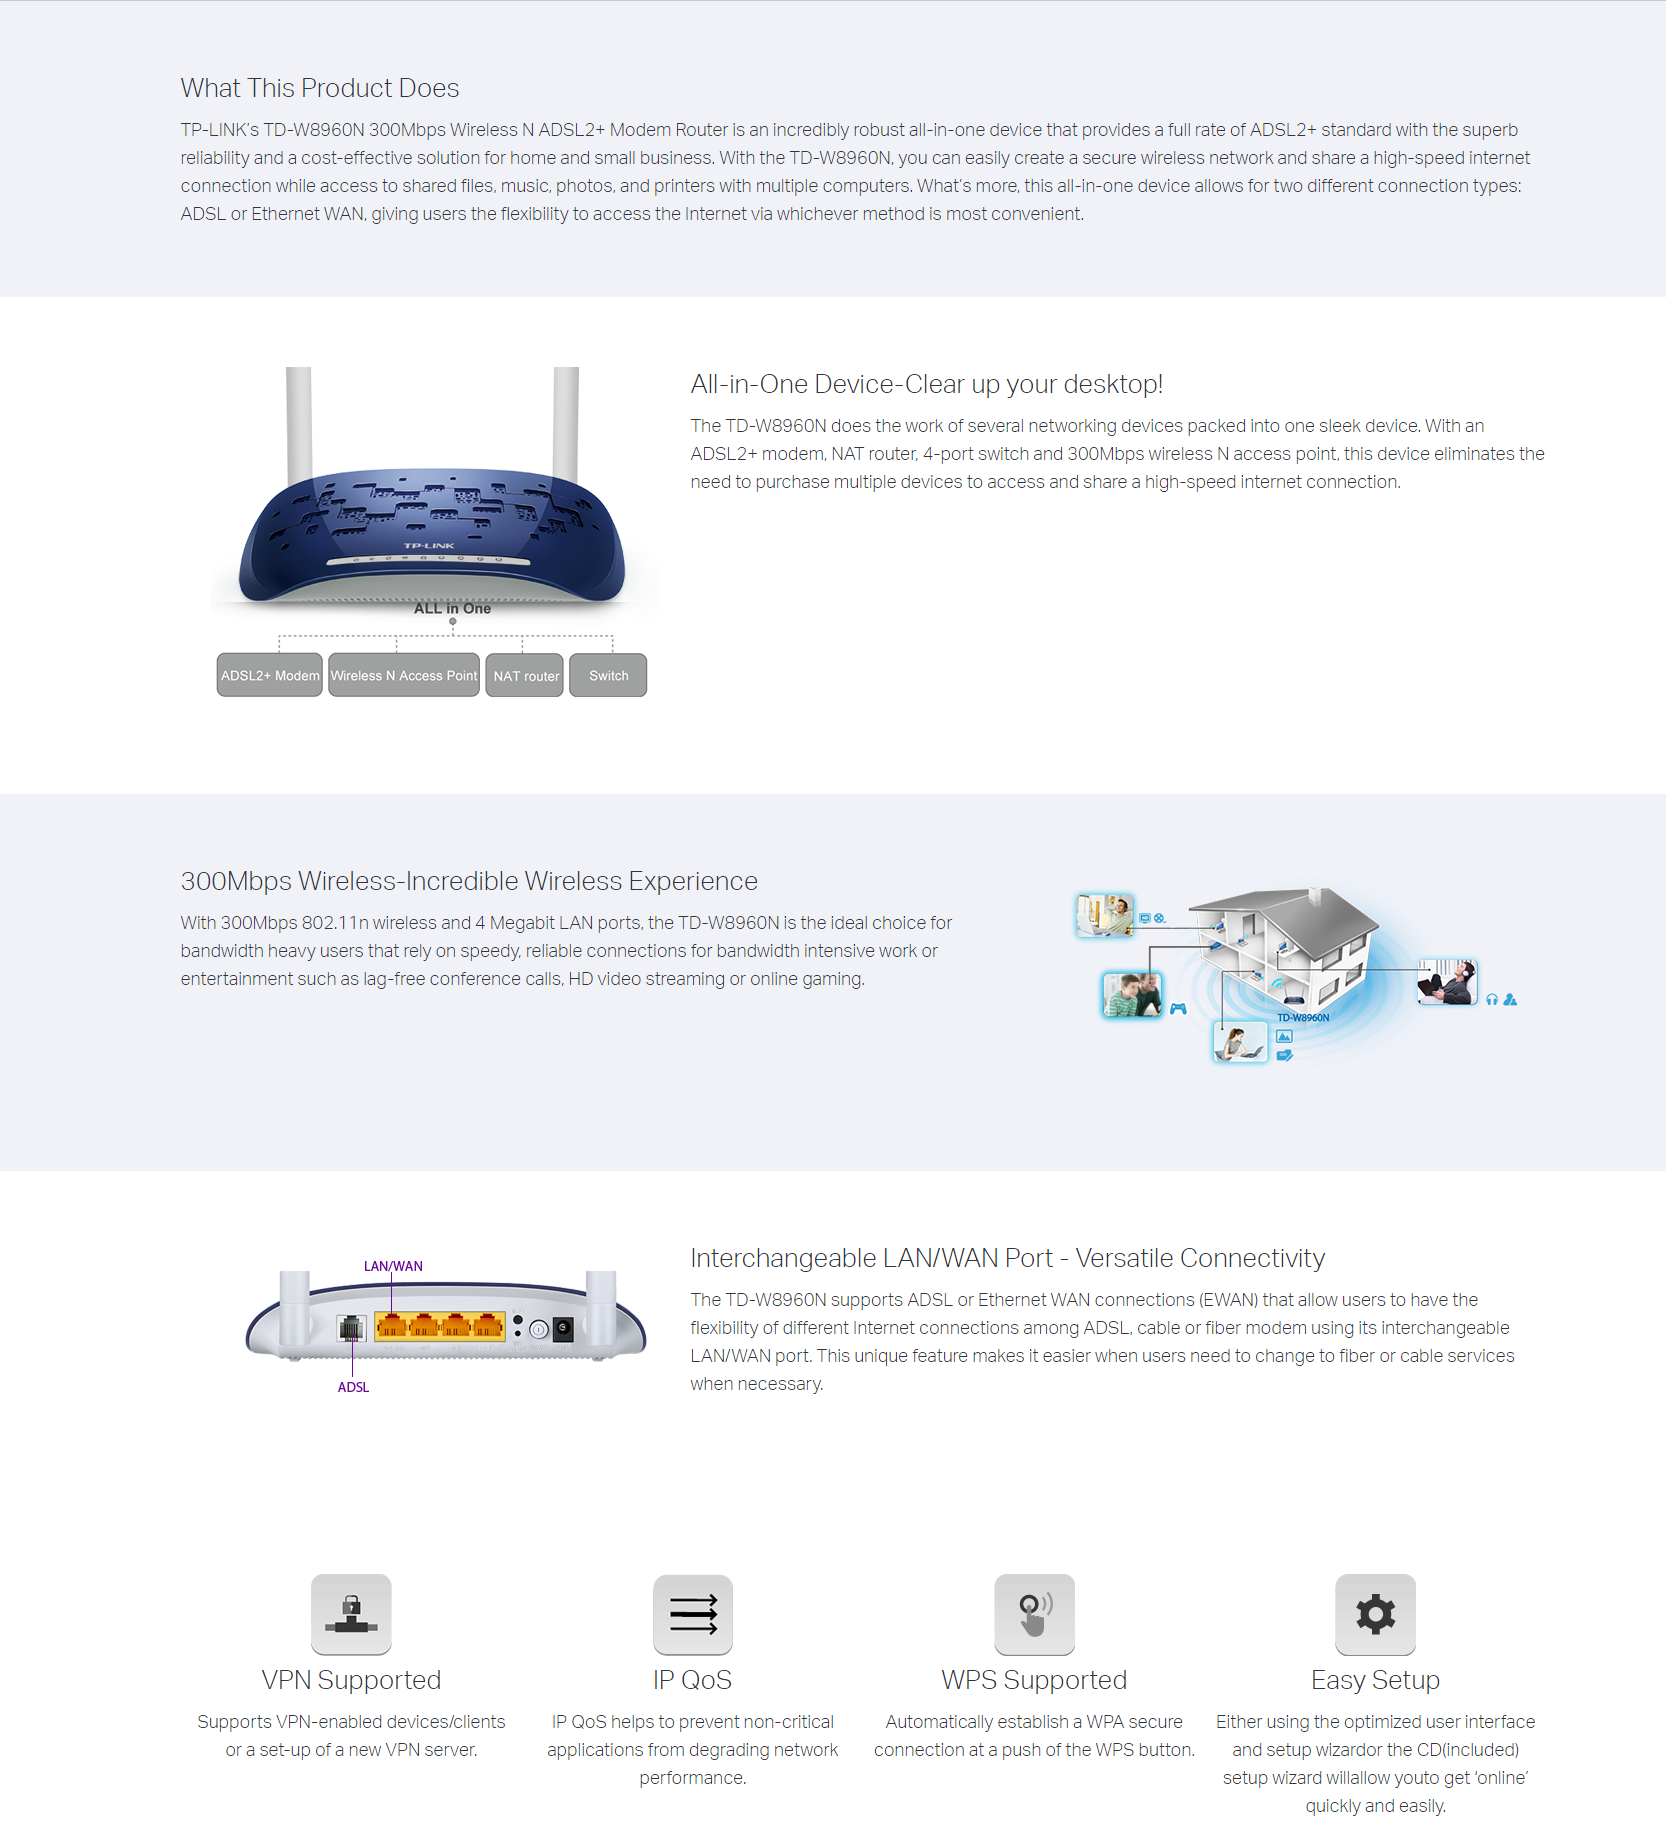 What This Product Does
TP-LINK's TD-W8960N 300Mbps Wireless N ADSL2+ Modem Router is an incredibly robust all-in-one device that provides a full rate of ADSL2+ standard with the superb
reliability and a cost-effective solution for home and small business. With the TD-W8960N, you can easily create a secure wireless network and share a high-speed internet
connection while access to shared files, music, photos, and printers with multiple computers. What's more, this all-in-one device allows for two different connection types:
ADSL or Ethernet WAN, giving users the flexibility to access the Internet via whichever method is most convenient.
TP-LINK
ALL in One
ADSL2+ Modem
Wireless N Access Point
NAT router
Switch
All-in-One Device-Clear up your desktop!
The TD-W8960N does the work of several networking devices packed into one sleek device. With an
ADSL2+ modem, NAT router, 4-port switch and 300Mbps wireless N access point, this device eliminates the
need to purchase multiple devices to access and share a high-speed internet connection.
300Mbps Wireless-Incredible Wireless Experience
With 300Mbps 802.11n wireless and 4 Megabit LAN ports, the TD-W8960N is the ideal choice for
bandwidth heavy users that rely on speedy, reliable connections for bandwidth intensive work or
entertainment such as lag-free conference calls, HD video streaming or online gaming.
TD-W8960N
LAN/WAN
ADSL
Interchangeable LAN/WAN Port - Versatile Connectivity
The TD-W8960N supports ADSL or Ethernet WAN connections (EWAN) that allow users to have the
flexibility of different Internet connections among ADSL, cable or fiber modem using its interchangeable
LAN/WAN port. This unique feature makes it easier when users need to change to fiber or cable services
when necessary.
VPN Supported
Supports VPN-enabled devices/clients
or a set-up of a new VPN server.
IP QoS
IP QoS helps to prevent non-critical
applications from degrading network
performance.
WPS Supported
Automatically establish a WPA secure
connection at a push of the WPS button.
Easy Setup
Either using the optimized user interface
and setup wizardor the CD(included)
setup wizard willallow youto get ‘online’
quickly and easily.